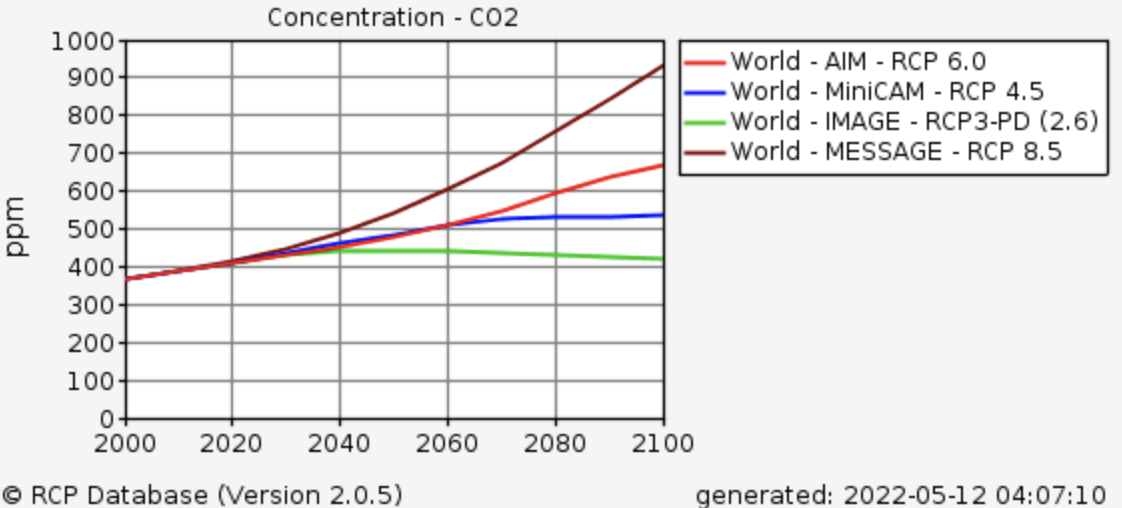 Concentration - CO2
1000
900
800
700
600
500
400
300
200
100
0
ppm
2000 2020 2040 2060 2080 2100
World - AIM - RCP 6.0
World - MiniCAM - RCP 4.5
World - IMAGE - RCP3-PD (2.6)
World - MESSAGE - RCP 8.5
© RCP Database (Version 2.0.5)
generated: 2022-05-12 04:07:10